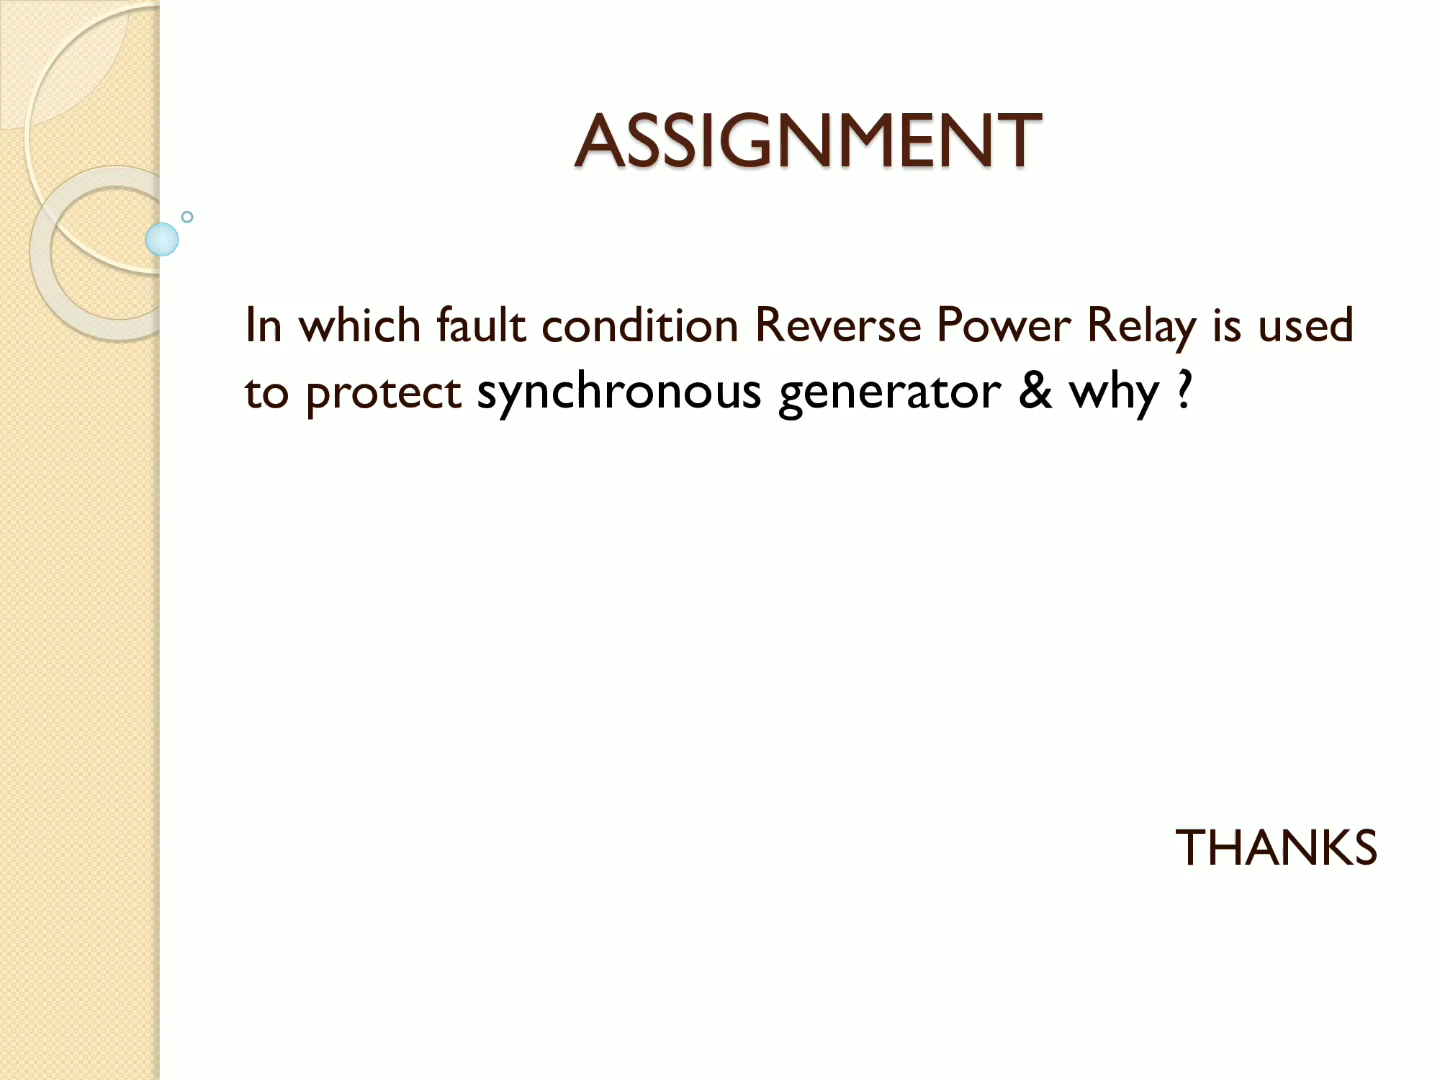 ASSIGNMENT
In which fault condition Reverse Power Relay is used
to protect synchronous generator & why ?
THANKS